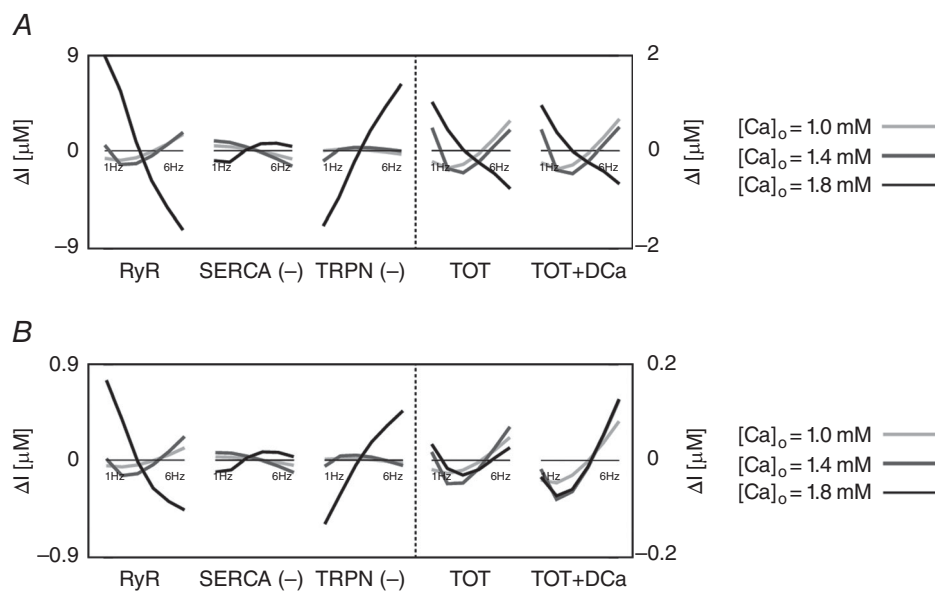 A
9
0
–9
ΔI [μM]
1Hz 6Hz 1Hz 6Hz 1Hz 6Hz 1Hz 6Hz 1Hz 6Hz
2
0
–2
ΔI [μM]
RyR SERCA (–) TRPN (–) TOT TOT+DCa
[Ca]o = 1.0 mM
[Ca]o = 1.4 mM
[Ca]o = 1.8 mM
B
0.9
0
–0.9
ΔI [μM]
1Hz 6Hz 1Hz 6Hz 1Hz 6Hz 1Hz 6Hz 1Hz 6Hz
0.2
0
–0.2
ΔI [μM]
RyR SERCA (–) TRPN (–) TOT TOT+DCa
[Ca]o = 1.0 mM
[Ca]o = 1.4 mM
[Ca]o = 1.8 mM